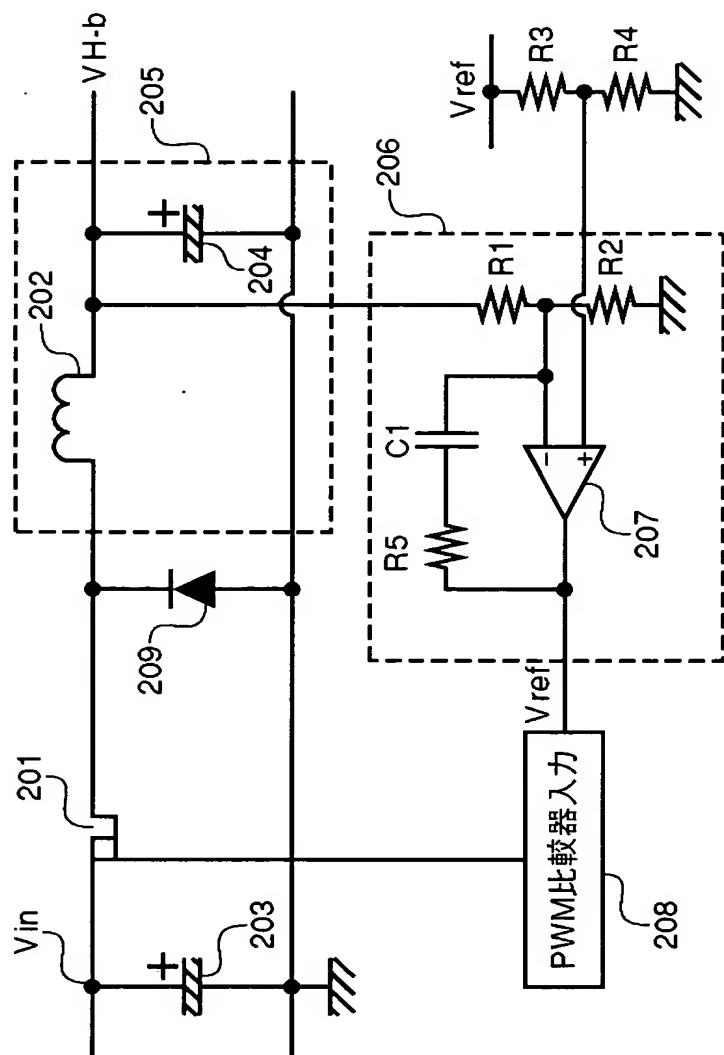 Vin
201
VH-b
205
202
+
203
209
+
204
Vref
R3
R4
206
R1
R2
C1
R5
-
+
207
Vref
PWM比較器入力
208